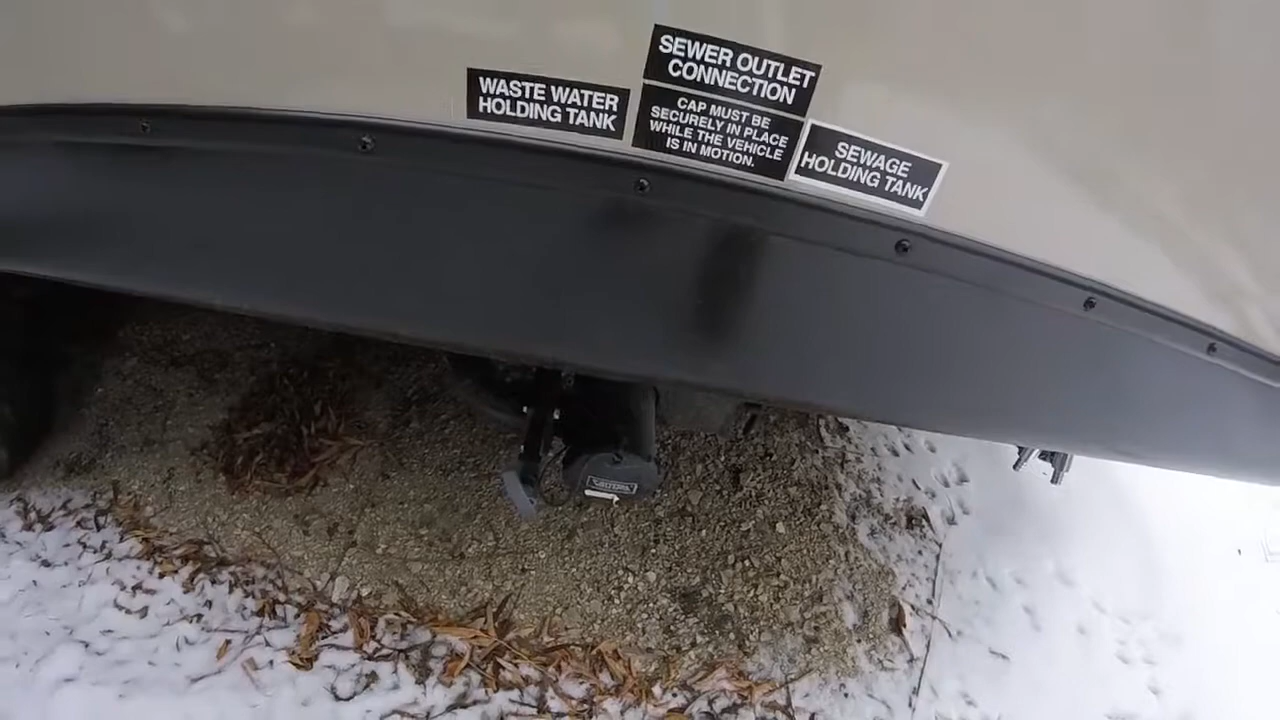 WASTE WATER
HOLDING TANK
SEWER OUTLET
CONNECTION
CAP MUST BE
SECURELY IN PLACE
WHILE THE VEHICLE
IS IN MOTION.
SEWAGE
HOLDING TANK